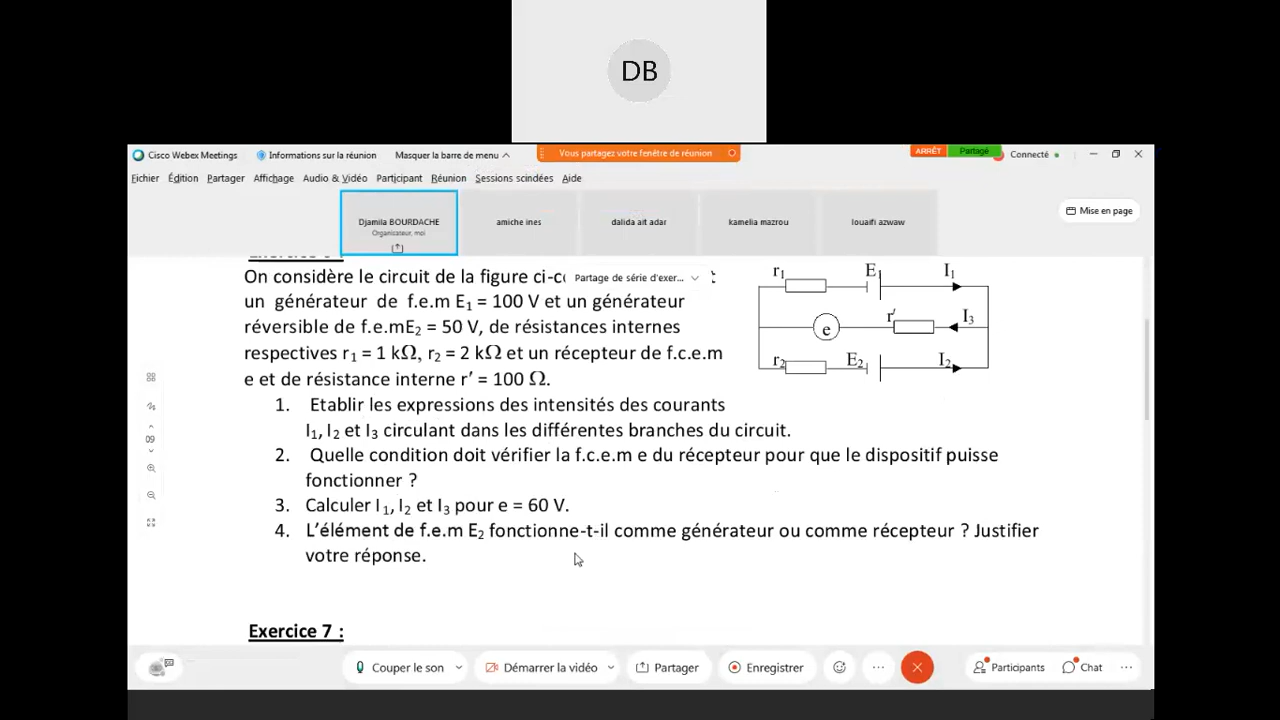 DB
Cisco Webex Meetings
Informations sur la réunion
Masquer la barre de menu
Vous partagez votre fenêtre de réunion
ARRÊT
Partagé
Connecté
Fichier Édition Partager Affichage Audio & Vidéo Participant Réunion Sessions scindées Aide
Djamila BOURDACHE
Organisateur, moi
amiche ines
dalida ait adar
kamelia mazrou
louaifi azwaw
Mise en page
Partage de série d'exer...
On considère le circuit de la figure ci-c t
un générateur de f.e.m E₁ = 100 V et un générateur
réversible de f.e.mE₂ = 50 V, de résistances internes
respectives r₁ = 1 kΩ, r₂ = 2 kΩ et un récepteur de f.c.e.m
e et de résistance interne r’ = 100 Ω.
r₁ E₁ I₁
e r' I₃
r₂ E₂ I₂
1. Etablir les expressions des intensités des courants
I₁, I₂ et I₃ circulant dans les différentes branches du circuit.
2. Quelle condition doit vérifier la f.c.e.m e du récepteur pour que le dispositif puisse
fonctionner ?
3. Calculer I₁, I₂ et I₃ pour e = 60 V.
4. L’élément de f.e.m E₂ fonctionne-t-il comme générateur ou comme récepteur ? Justifier
votre réponse.
09
Exercice 7 :
Couper le son
Démarrer la vidéo
Partager
Enregistrer
Participants
Chat